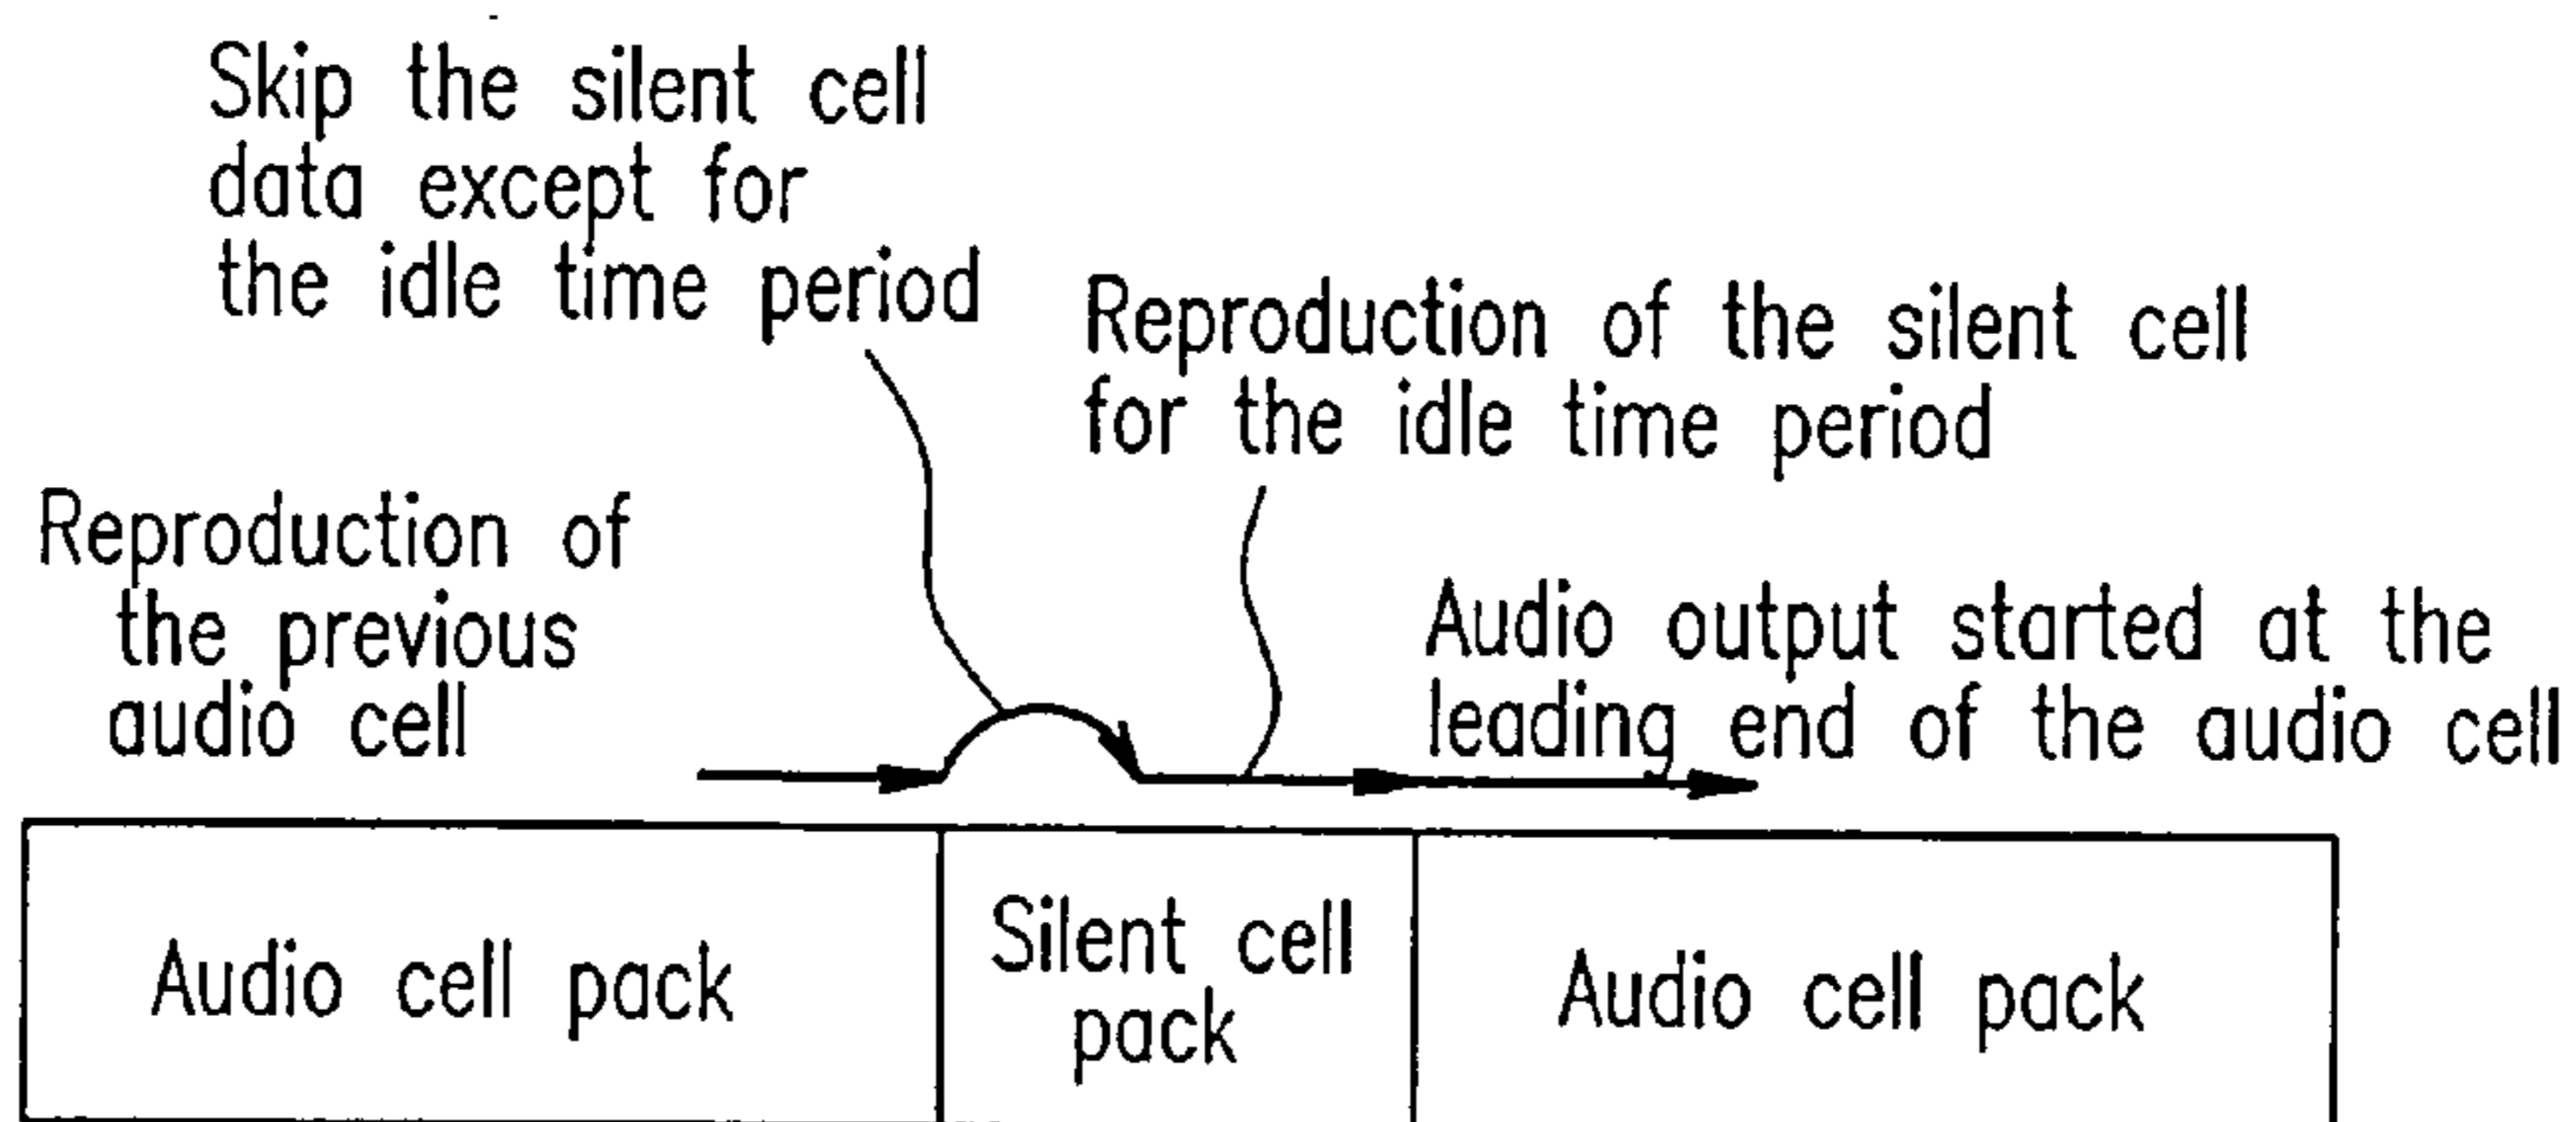 Skip the silent cell
data except for
the idle time period
Reproduction of the silent cell
for the idle time period
Reproduction of
the previous
audio cell
Audio output started at the
leading end of the audio cell
Audio cell pack
Silent cell
pack
Audio cell pack